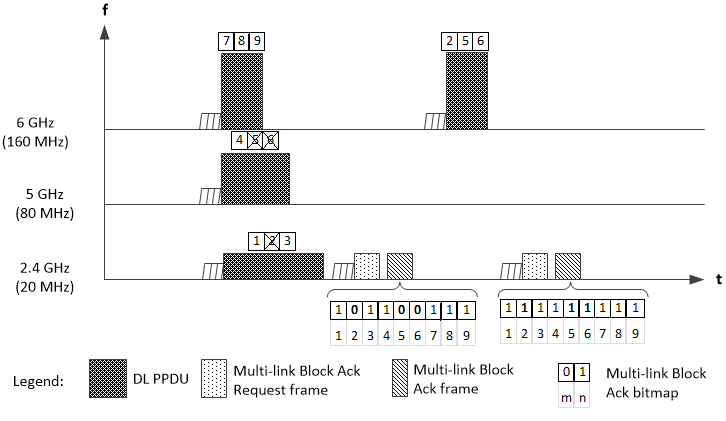 f
7 8 9
2 5 6
6 GHz
(160 MHz)
4 5 6
5 GHz
(80 MHz)
1 2 3
2.4 GHz
(20 MHz)
t
1 0 1 1 0 0 1 1 1
1 2 3 4 5 6 7 8 9
1 1 1 1 1 1 1 1 1
1 2 3 4 5 6 7 8 9
Legend:
DL PPDU
Multi-link Block Ack
Request frame
Multi-link Block
Ack frame
0 1
m n
Multi-link Block
Ack bitmap